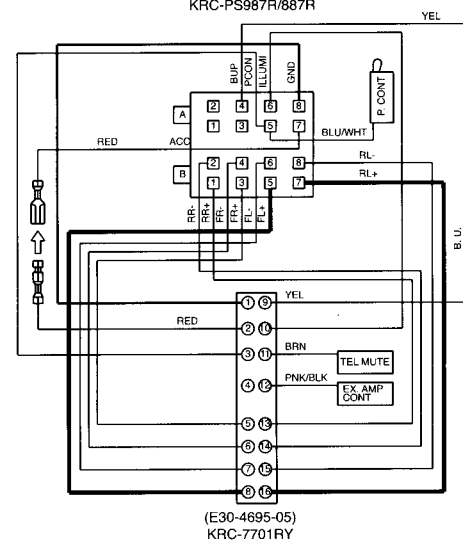 KRC-PS987R/887R
YEL
BUP
PCON
ILLUMI
GND
P. CONT
A
2 4 6 8
1 3 5 7
BLU/WHT
RED
ACC
RL-
B
2 4 6 8
1 3 5 7
RL+
RR-
RR+
FR-
FR+
FL-
FL+
B. U.
1 9
YEL
RED
2 10
3 11
BRN
TEL MUTE
4 12
PNK/BLK
EX. AMP
CONT
5 13
6 14
7 15
8 16
(E30-4695-05)
KRC-7701RY